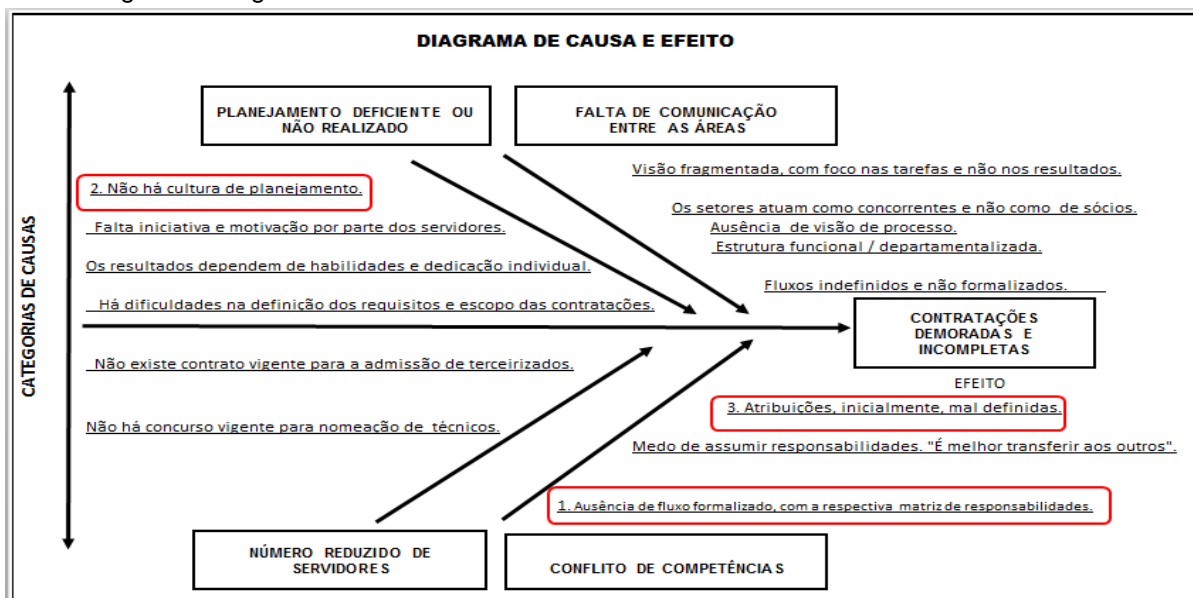 DIAGRAMA DE CAUSA E EFEITO
PLANEJAMENTO DEFICIENTE OU
NÃO REALIZADO
FALTA DE COMUNICAÇÃO
ENTRE AS ÁREAS
CATEGORIAS DE CAUSAS
2. Não há cultura de planejamento.
Falta iniciativa e motivação por parte dos servidores.
Os resultados dependem de habilidades e dedicação individual.
Há dificuldades na definição dos requisitos e escopo das contratações.
Visão fragmentada, com foco nas tarefas e não nos resultados.
Os setores atuam como concorrentes e não como de sócios.
Ausência de visão de processo.
Estrutura funcional / departamentalizada.
Fluxos indefinidos e não formalizados.
CONTRATAÇÕES
DEMORADAS E
INCOMPLETAS
EFEITO
Não existe contrato vigente para a admissão de terceirizados.
Não há concurso vigente para nomeação de técnicos.
3. Atribuições, inicialmente, mal definidas.
Medo de assumir responsabilidades. "É melhor transferir aos outros".
1. Ausência de fluxo formalizado, com a respectiva matriz de responsabilidades.
NÚMERO REDUZIDO DE
SERVIDORES
CONFLITO DE COMPETÊNCIAS